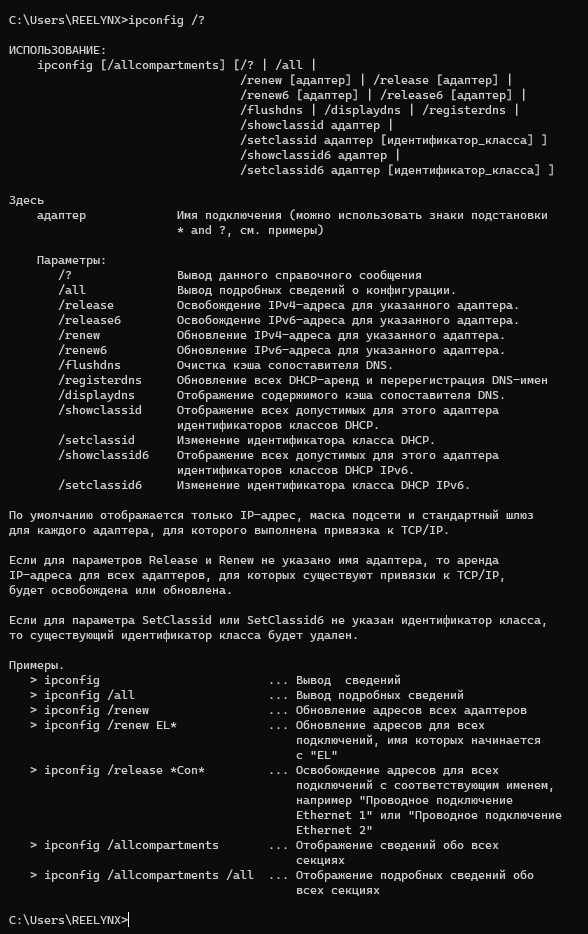 C:\Users\REELYNX>ipconfig /?
ИСПОЛЬЗОВАНИЕ:
    ipconfig [/allcompartments] [/? | /all |
                                 /renew [адаптер] | /release [адаптер] |
                                 /renew6 [адаптер] | /release6 [адаптер] |
                                 /flushdns | /displaydns | /registerdns |
                                 /showclassid адаптер |
                                 /setclassid адаптер [идентификатор_класса] ]
                                 /showclassid6 адаптер |
                                 /setclassid6 адаптер [идентификатор_класса] ]
Здесь
    адаптер             Имя подключения (можно использовать знаки подстановки
                        * and ?, см. примеры)
    Параметры:
       /?               Вывод данного справочного сообщения
       /all             Вывод подробных сведений о конфигурации.
       /release         Освобождение IPv4-адреса для указанного адаптера.
       /release6        Освобождение IPv6-адреса для указанного адаптера.
       /renew           Обновление IPv4-адреса для указанного адаптера.
       /renew6          Обновление IPv6-адреса для указанного адаптера.
       /flushdns        Очистка кэша сопоставителя DNS.
       /registerdns     Обновление всех DHCP-аренд и перерегистрация DNS-имен
       /displaydns      Отображение содержимого кэша сопоставителя DNS.
       /showclassid     Отображение всех допустимых для этого адаптера
                        идентификаторов классов DHCP.
       /setclassid      Изменение идентификатора класса DHCP.
       /showclassid6    Отображение всех допустимых для этого адаптера
                        идентификаторов классов DHCP IPv6.
       /setclassid6     Изменение идентификатора класса DHCP IPv6.
По умолчанию отображается только IP-адрес, маска подсети и стандартный шлюз
для каждого адаптера, для которого выполнена привязка к TCP/IP.
Если для параметров Release и Renew не указано имя адаптера, то аренда
IP-адреса для всех адаптеров, для которых существуют привязки к TCP/IP,
будет освобождена или обновлена.
Если для параметра SetClassid или SetClassid6 не указан идентификатор класса,
то существующий идентификатор класса будет удален.
Примеры.
   > ipconfig                        ... Вывод  сведений
   > ipconfig /all                   ... Вывод подробных сведений
   > ipconfig /renew                 ... Обновление адресов всех адаптеров
   > ipconfig /renew EL*             ... Обновление адресов для всех
                                         подключений, имя которых начинается
                                         с "EL"
   > ipconfig /release *Con*         ... Освобождение адресов для всех
                                         подключений с соответствующим именем,
                                         например "Проводное подключение
                                         Ethernet 1" или "Проводное подключение
                                         Ethernet 2"
   > ipconfig /allcompartments       ... Отображение сведений обо всех
                                         секциях
   > ipconfig /allcompartments /all  ... Отображение подробных сведений обо
                                         всех секциях
C:\Users\REELYNX>